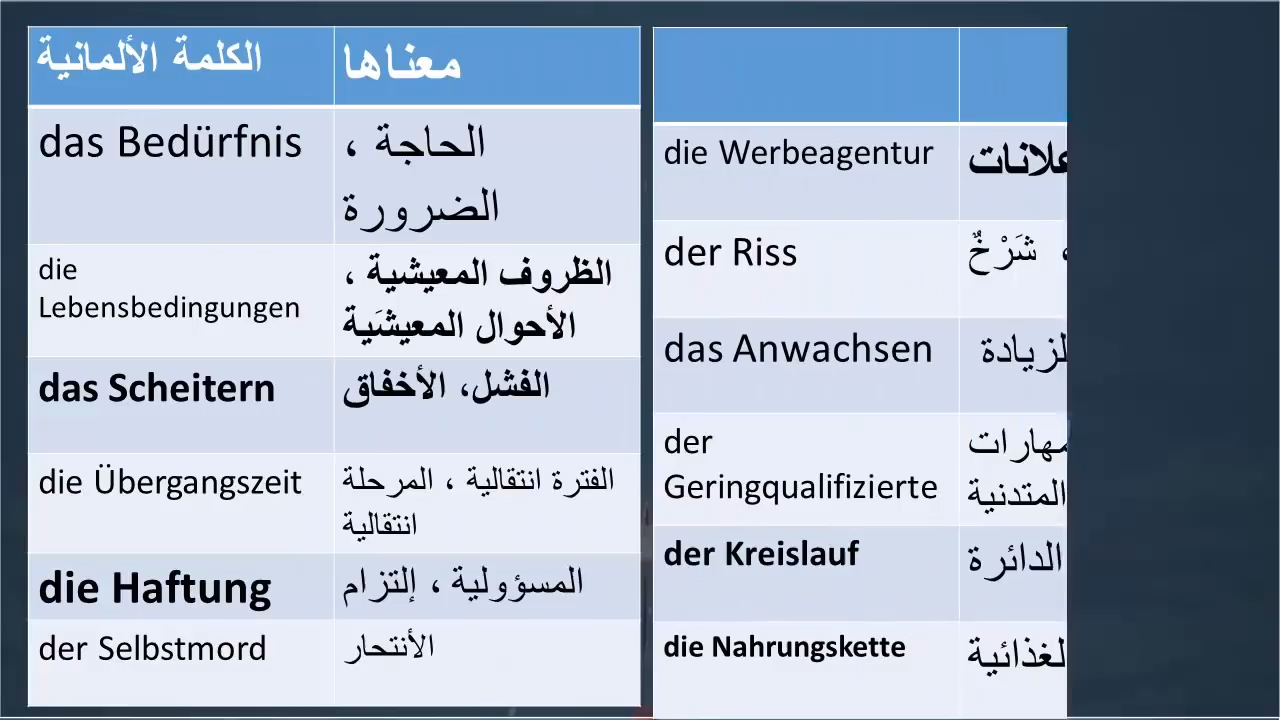 الكلمة الألمانية
معناها
das Bedürfnis
الحاجة ،
الضرورة
die
Lebensbedingungen
الظروف المعيشية ،
الأحوال المعيشَية
das Scheitern
الفشل، الأخفاق
die Übergangszeit
الفترة انتقالية ، المرحلة
انتقالية
die Haftung
المسؤولية ، إلتزام
der Selbstmord
الأنتحار
die Werbeagentur
der Riss
، شَرْخٌ
das Anwachsen
der
Geringqualifizierte
المتدنية
der Kreislauf
الدائرة
die Nahrungskette